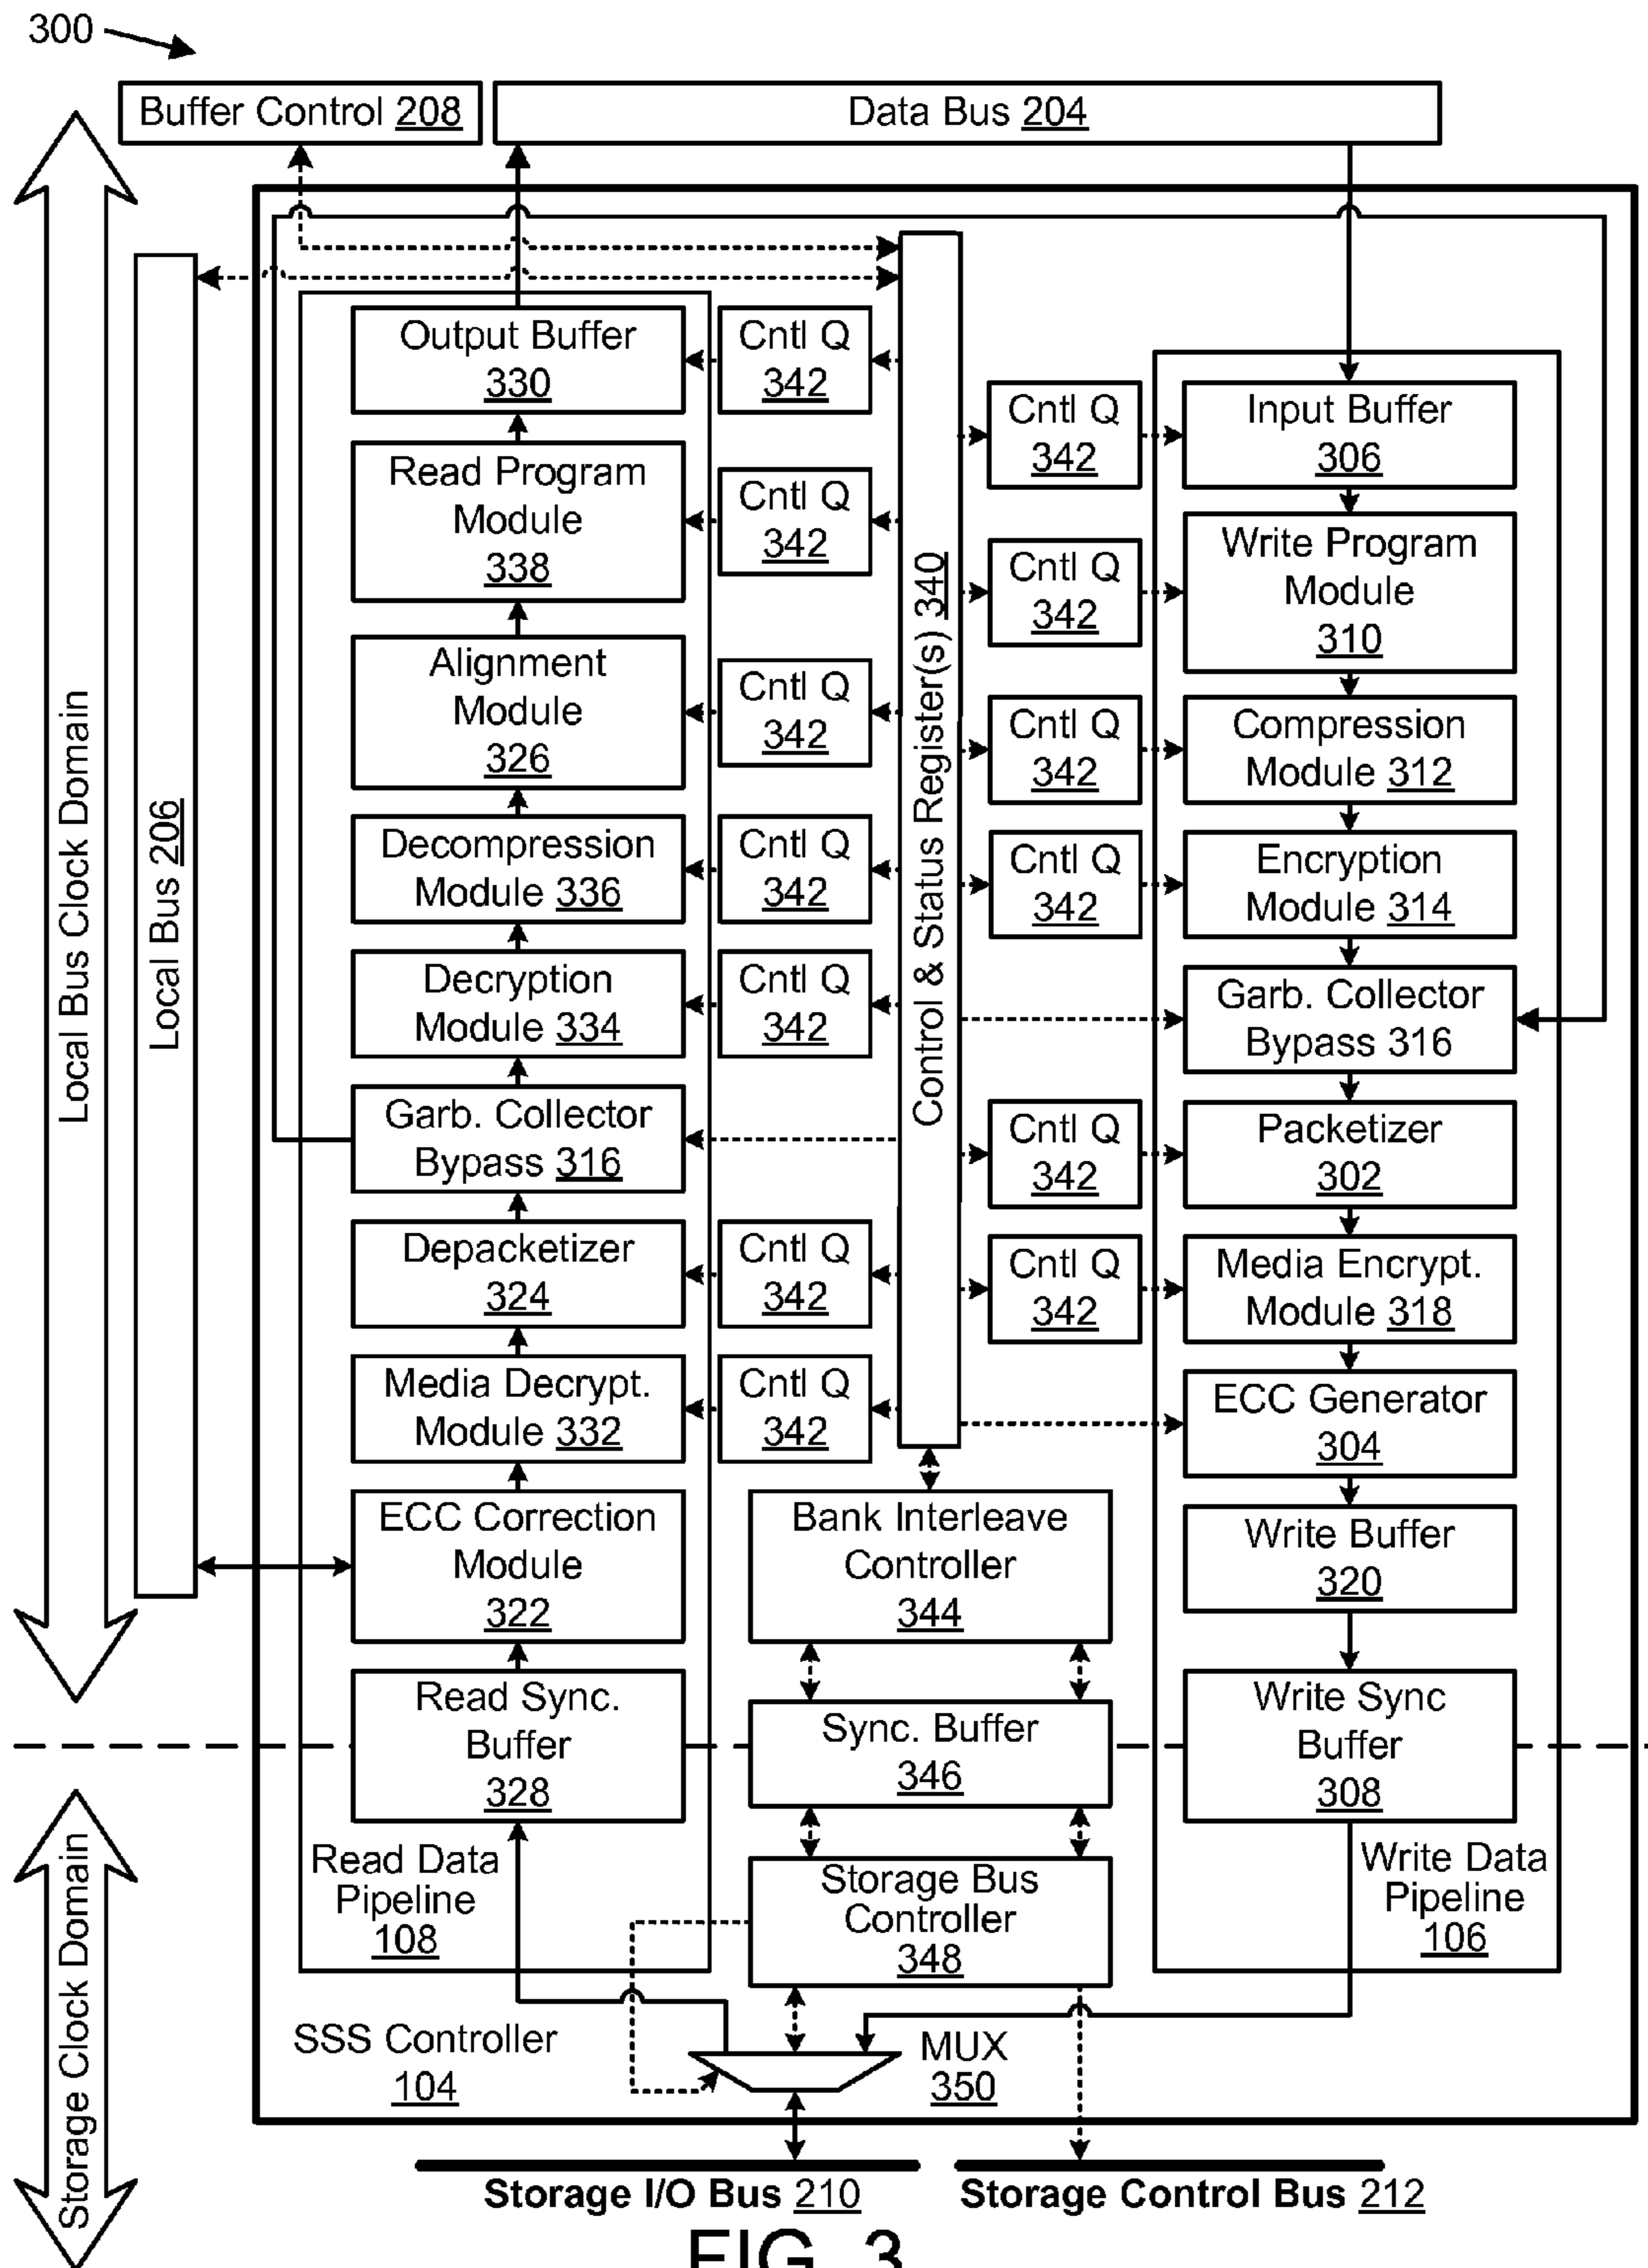 300
Buffer Control 208
Data Bus 204
Local Bus Clock Domain
Local Bus 206
Output Buffer
330
Read Program
Module
338
Alignment
Module
326
Decompression
Module 336
Decryption
Module 334
Garb. Collector
Bypass 316
Depacketizer
324
Media Decrypt.
Module 332
ECC Correction
Module
322
Read Sync.
Buffer
328
Read Data
Pipeline
108
Cntl Q
342
Cntl Q
342
Cntl Q
342
Cntl Q
342
Cntl Q
342
Cntl Q
342
Cntl Q
342
Control & Status Register(s) 340
Cntl Q
342
Cntl Q
342
Cntl Q
342
Cntl Q
342
Cntl Q
342
Cntl Q
342
Input Buffer
306
Write Program
Module
310
Compression
Module 312
Encryption
Module 314
Garb. Collector
Bypass 316
Packetizer
302
Media Encrypt.
Module 318
ECC Generator
304
Write Buffer
320
Write Sync
Buffer
308
Write Data
Pipeline
106
Bank Interleave
Controller
344
Sync. Buffer
346
Storage Bus
Controller
348
Storage Clock Domain
SSS Controller
104
MUX
350
Storage I/O Bus 210
Storage Control Bus 212
FIG. 3